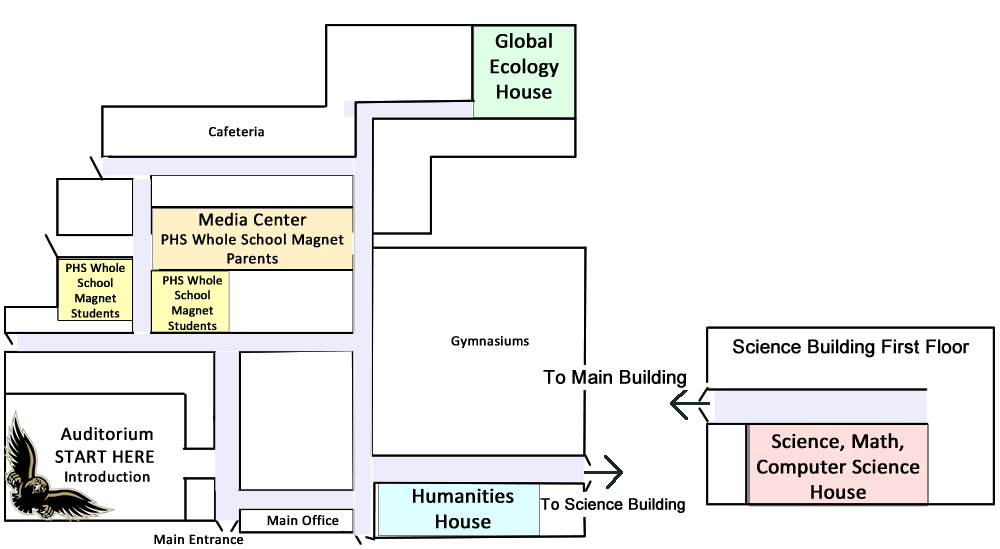 Global
Ecology
House
Cafeteria
Media Center
PHS Whole School Magnet
Parents
PHS Whole
School
Magnet
Students
PHS Whole
School
Magnet
Students
Gymnasiums
Science Building First Floor
To Main Building
Auditorium
START HERE
Introduction
Science, Math,
Computer Science
House
Humanities
House
To Science Building
Main Office
Main Entrance